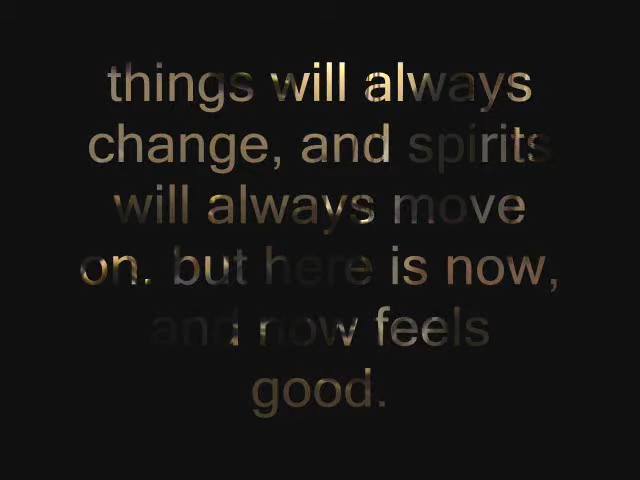 things will always
change, and spirits
will always move
on. but here is now,
and now feels
good.